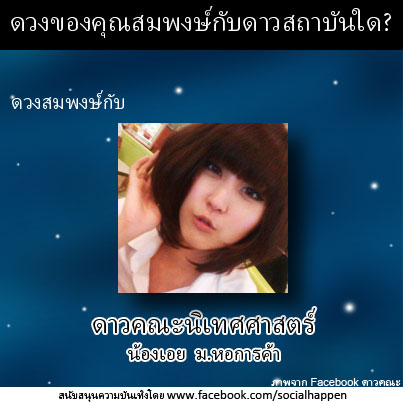 ดวงของคุณสมพงษ์กับดาวสถาบันใด?
ดวงสมพงษ์กับ
ดาวคณะนิเทศศาสตร์
น้องเอย ม.หอการค้า
ภาพจาก Facebook ดาวคณะ
สนับสนุนความบันเทิงโดย www.facebook.com/socialhappen